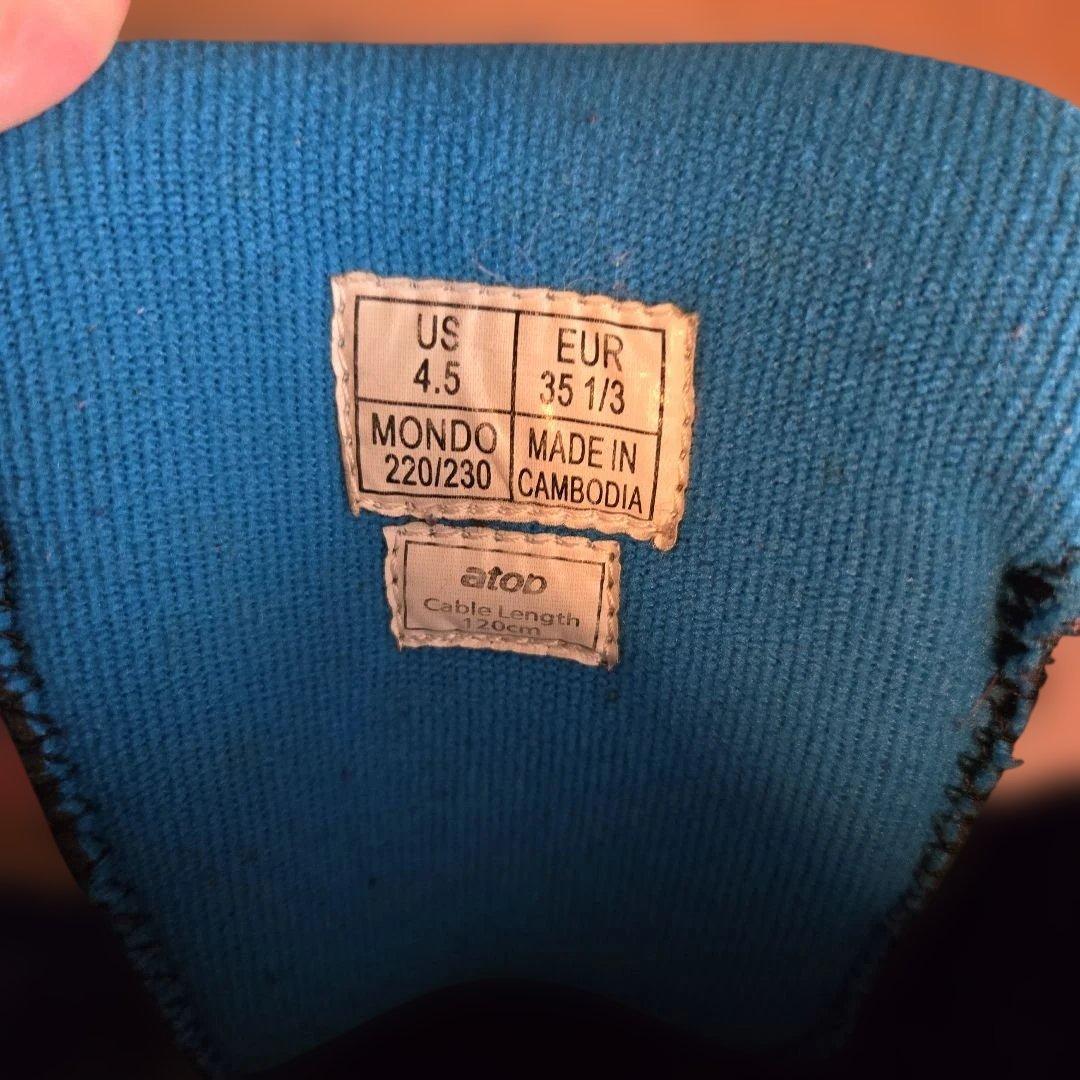 US
4.5
EUR
35 1/3
MONDO
220/230
MADE IN
CAMBODIA
atop
Cable Length
120cm